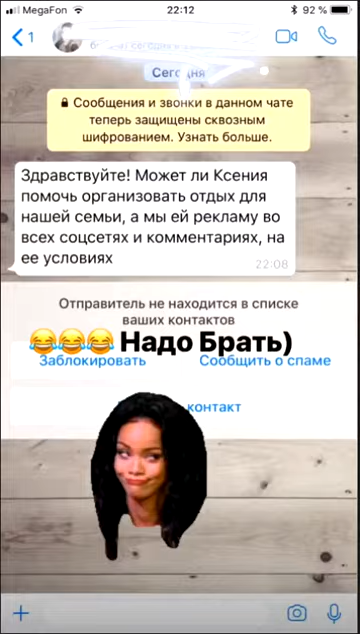 MegaFon 22:12 92 %
1
Сегодня
Сообщения и звонки в данном чате
теперь защищены сквозным
шифрованием. Узнать больше.
Здравствуйте! Может ли Ксения
помочь организовать отдых для
нашей семьи, а мы ей рекламу во
всех соцсетях и комментариях, на
ее условиях
22:08
Отправитель не находится в списке
ваших контактов
😂😂😂 Надо Брать)
Заблокировать Сообщить о спаме
контакт